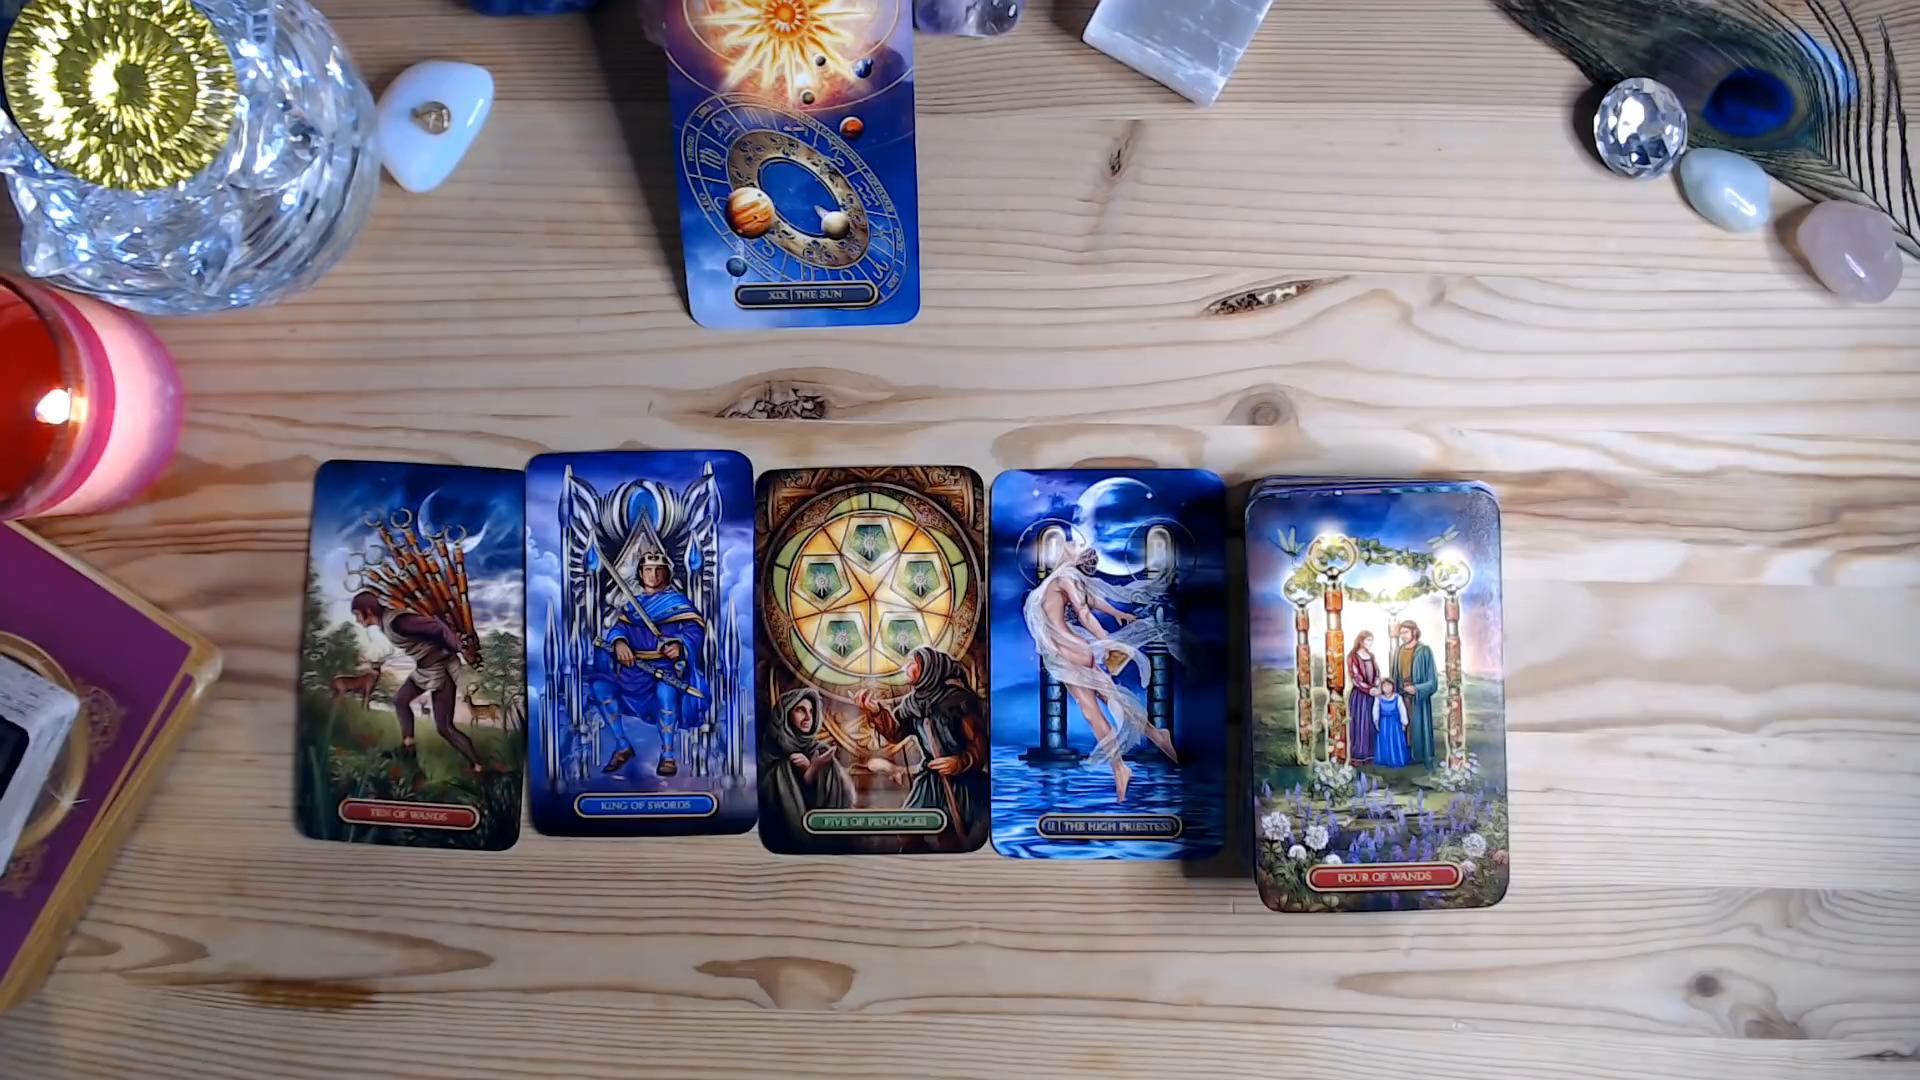 XIX | THE SUN
TEN OF WANDS
KING OF SWORDS
FIVE OF PENTACLES
II | THE HIGH PRIESTESS
FOUR OF WANDS